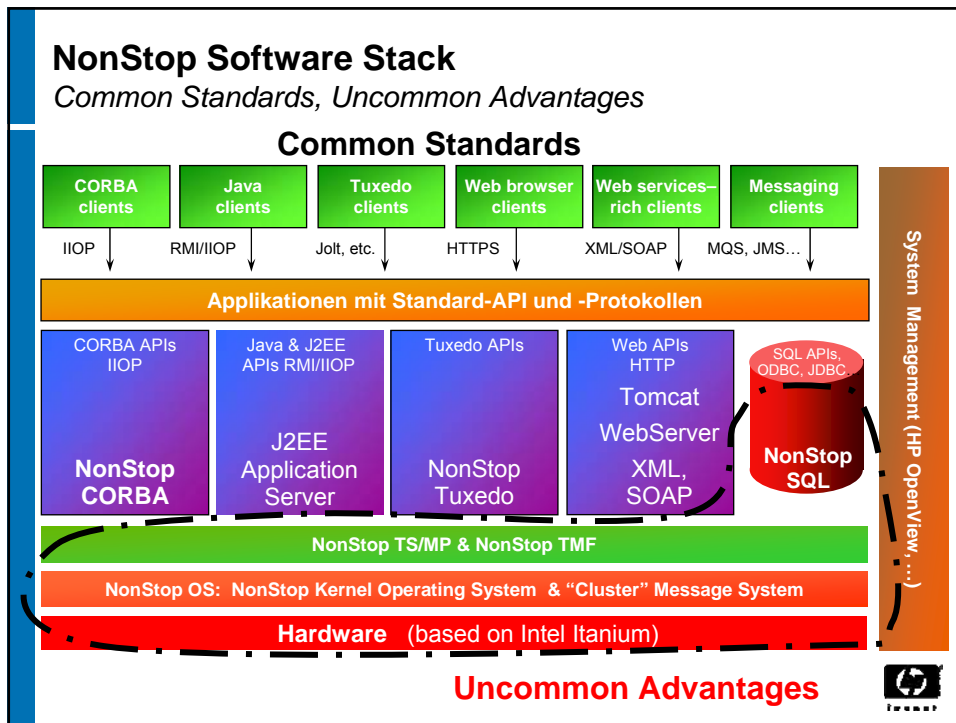 NonStop Software Stack
Common Standards, Uncommon Advantages
Common Standards
CORBA
clients
Java
clients
Tuxedo
clients
Web browser
clients
Web services–
rich clients
Messaging
clients
IIOP
RMI/IIOP
Jolt, etc.
HTTPS
XML/SOAP
MQS, JMS…
Applikationen mit Standard-API und -Protokollen
CORBA APIs
IIOP
NonStop
CORBA
Java & J2EE
APIs RMI/IIOP
J2EE
Application
Server
Tuxedo APIs
NonStop
Tuxedo
Web APIs
HTTP
Tomcat
WebServer
XML,
SOAP
SQL APIs,
ODBC, JDBC…
NonStop
SQL
System Management (HP OpenView, …)
NonStop TS/MP & NonStop TMF
NonStop OS: NonStop Kernel Operating System & “Cluster” Message System
Hardware (based on Intel Itanium)
Uncommon Advantages
hp
invent